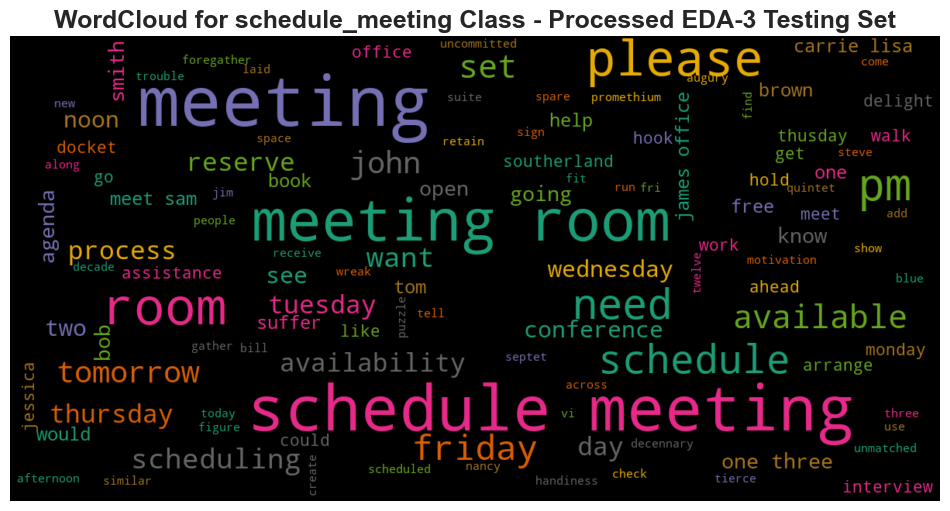 WordCloud for schedule_meeting Class - Processed EDA-3 Testing Set
smith
foregather
office
uncommitted
set
please
carrie lisa
trouble
laid
meeting
augury
come
new
suite
spare
promethium
find
brown
delight
noon
space
retain
sign
help
hook
james office
thusday
walk
docket
reserve
john
southerland
get
steve
along
go
book
open
fit
hold
one
quintet
pm
agenda
meet sam
jim
going
run
fri
free
meet
add
people
meeting room
work
know
process
receive
want
twelve
show
decade
assistance
see
wednesday
motivation
blue
wreak
tom
ahead
room
tuesday
puzzle
tell
need
available
two
bob
suffer
like
conference
gather
bill
availability
septet
schedule
monday
arrange
jessica
tomorrow
across
thursday
today
schedule meeting
vi
three
figure
use
would
could
friday
day
decennary
unmatched
scheduling
create
scheduled
nancy
check
one three
afternoon
similar
handiness
tierce
interview